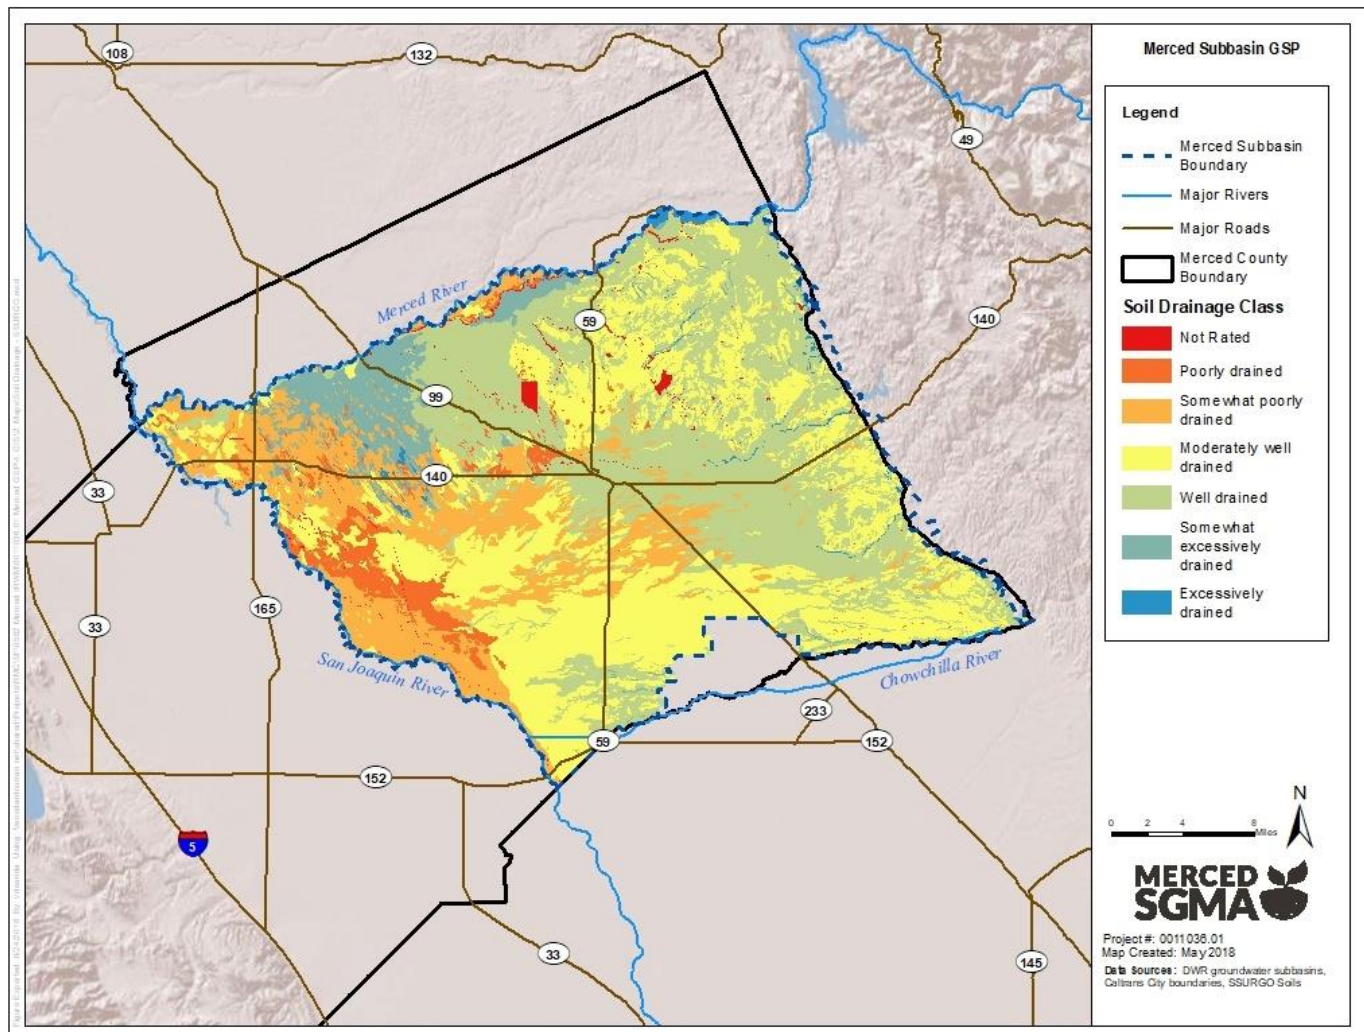 Merced Subbasin GSP
Legend
Merced Subbasin
Boundary
Major Rivers
Major Roads
Merced County
Boundary
Soil Drainage Class
Not Rated
Poorly drained
Somewhat poorly
drained
Moderately well
drained
Well drained
Somewhat
excessively
drained
Excessively
drained
108
132
49
Merced River
59
140
99
140
33
165
33
San Joaquin River
Chowchilla River
233
59
152
152
5
33
145
N
0 2 4 8
Miles
MERCED
SGMA
Project #: 0011036.01
Map Created: May 2018
Data Sources: DWR groundwater subbasins,
Caltrans City boundaries, SSURGO Soils